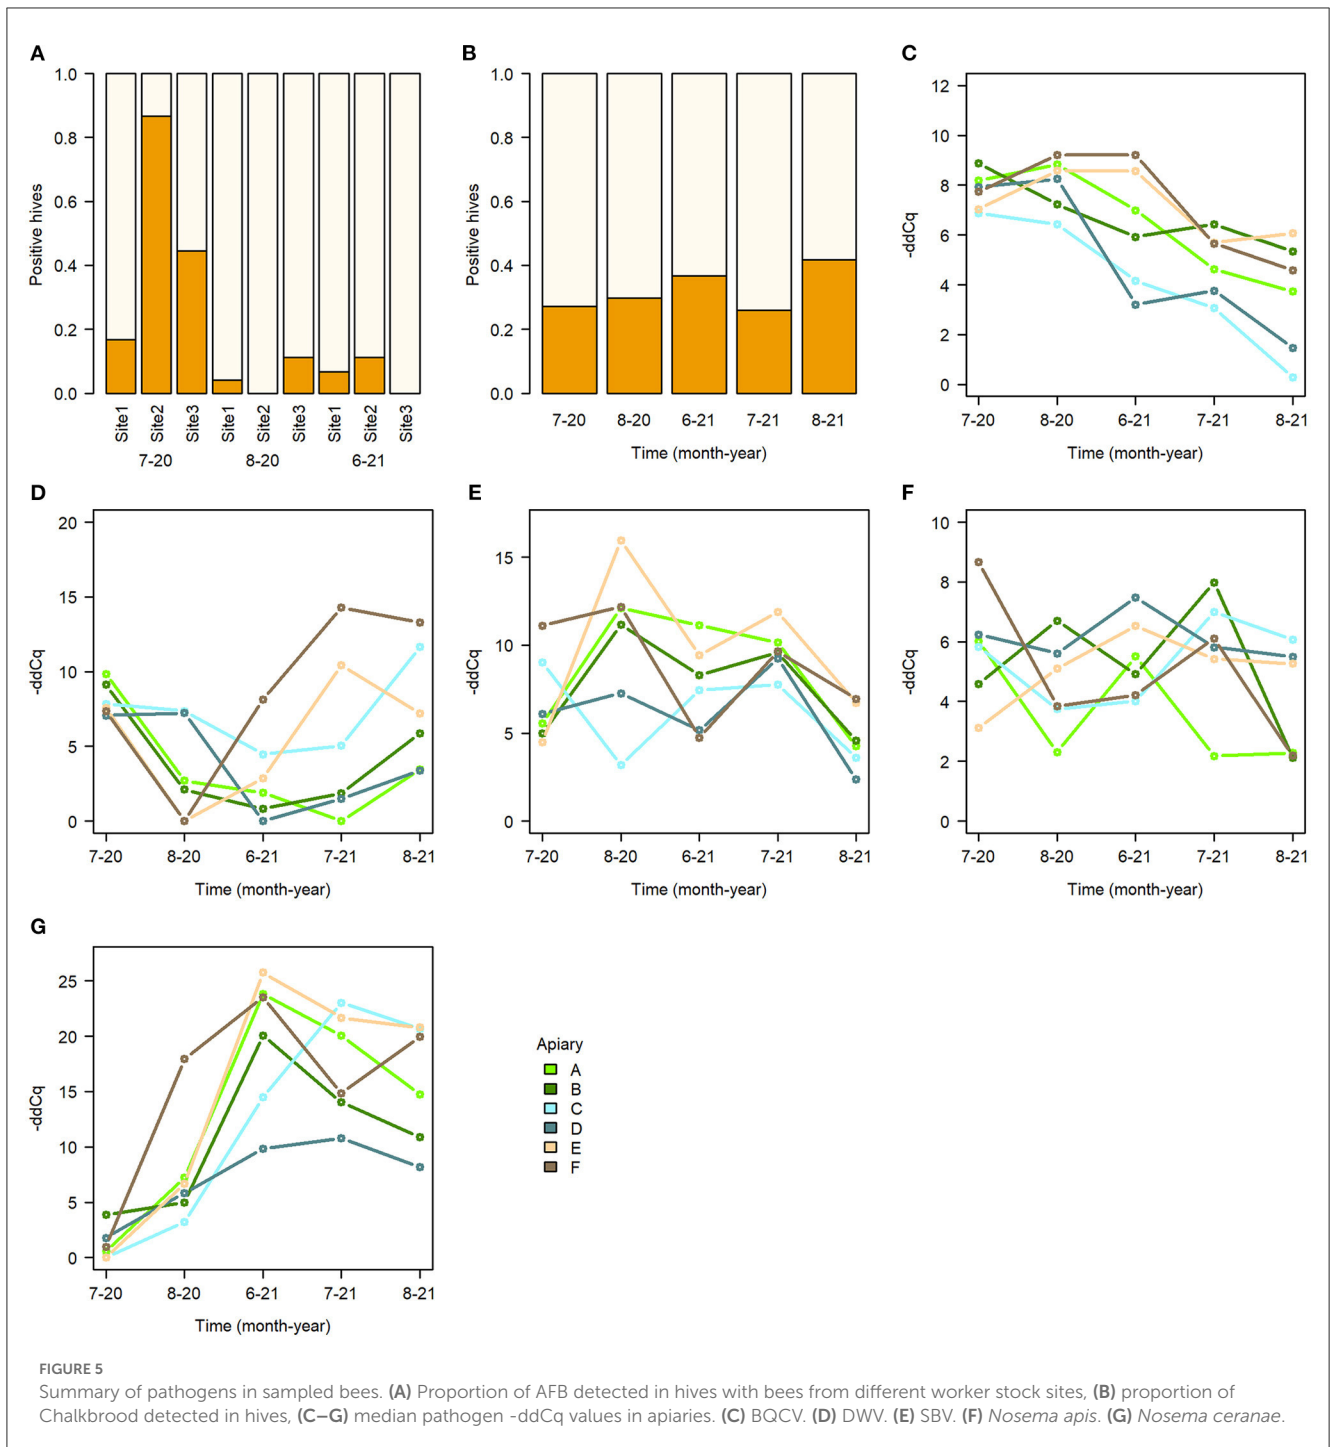 A
1.0
0.8
0.6
0.4
0.2
0.0
Positive hives
Site1
Site2
Site3
Site1
Site2
Site3
Site1
Site2
Site3
7-20 8-20 6-21
B
1.0
0.8
0.6
0.4
0.2
0.0
Positive hives
7-20 8-20 6-21 7-21 8-21
Time (month-year)
C
12
10
8
6
4
2
0
-ddCq
7-20 8-20 6-21 7-21 8-21
Time (month-year)
D
20
15
10
5
0
-ddCq
7-20 8-20 6-21 7-21 8-21
Time (month-year)
E
15
10
5
0
-ddCq
7-20 8-20 6-21 7-21 8-21
Time (month-year)
F
10
8
6
4
2
0
-ddCq
7-20 8-20 6-21 7-21 8-21
Time (month-year)
G
25
20
15
10
5
0
-ddCq
7-20 8-20 6-21 7-21 8-21
Time (month-year)
Apiary
A
B
C
D
E
F
FIGURE 5
Summary of pathogens in sampled bees. (A) Proportion of AFB detected in hives with bees from different worker stock sites, (B) proportion of
Chalkbrood detected in hives, (C–G) median pathogen -ddCq values in apiaries. (C) BQCV. (D) DWV. (E) SBV. (F) Nosema apis. (G) Nosema ceranae.